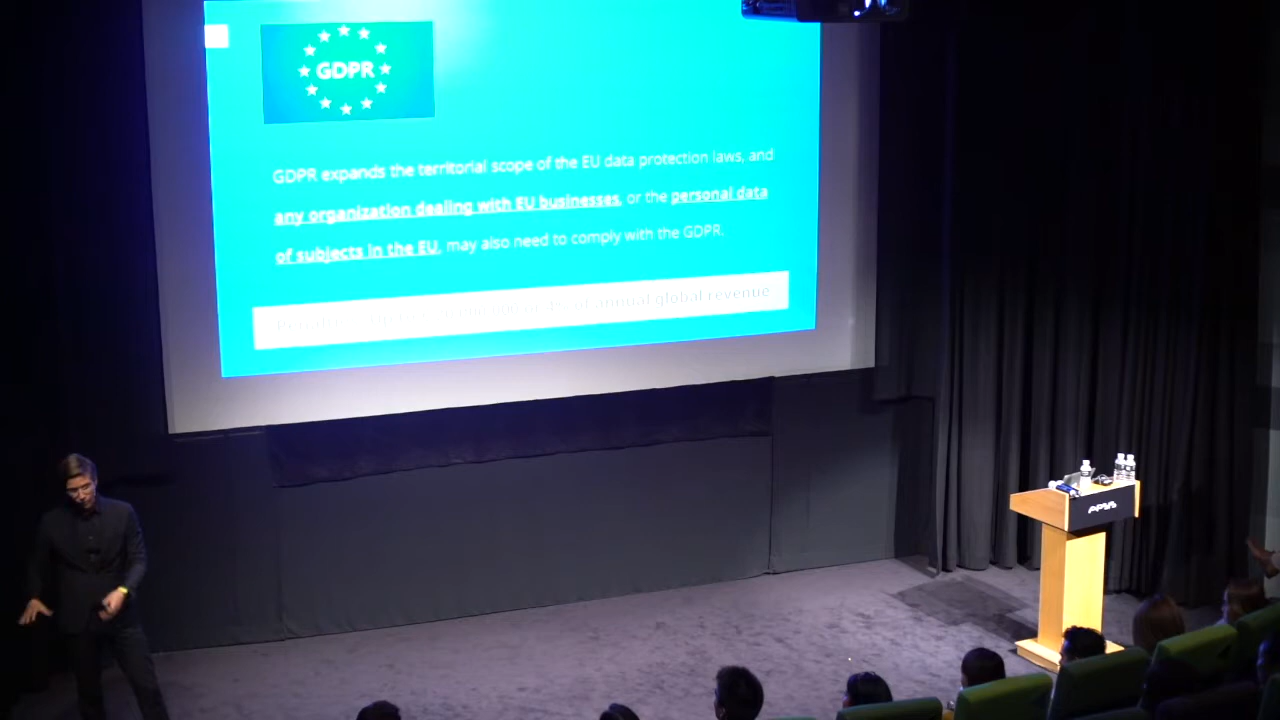 GDPR
GDPR expands the territorial scope of the EU data protection laws, and
any organization dealing with EU businesses, or the personal data
of subjects in the EU, may also need to comply with the GDPR.
of annual global revenue